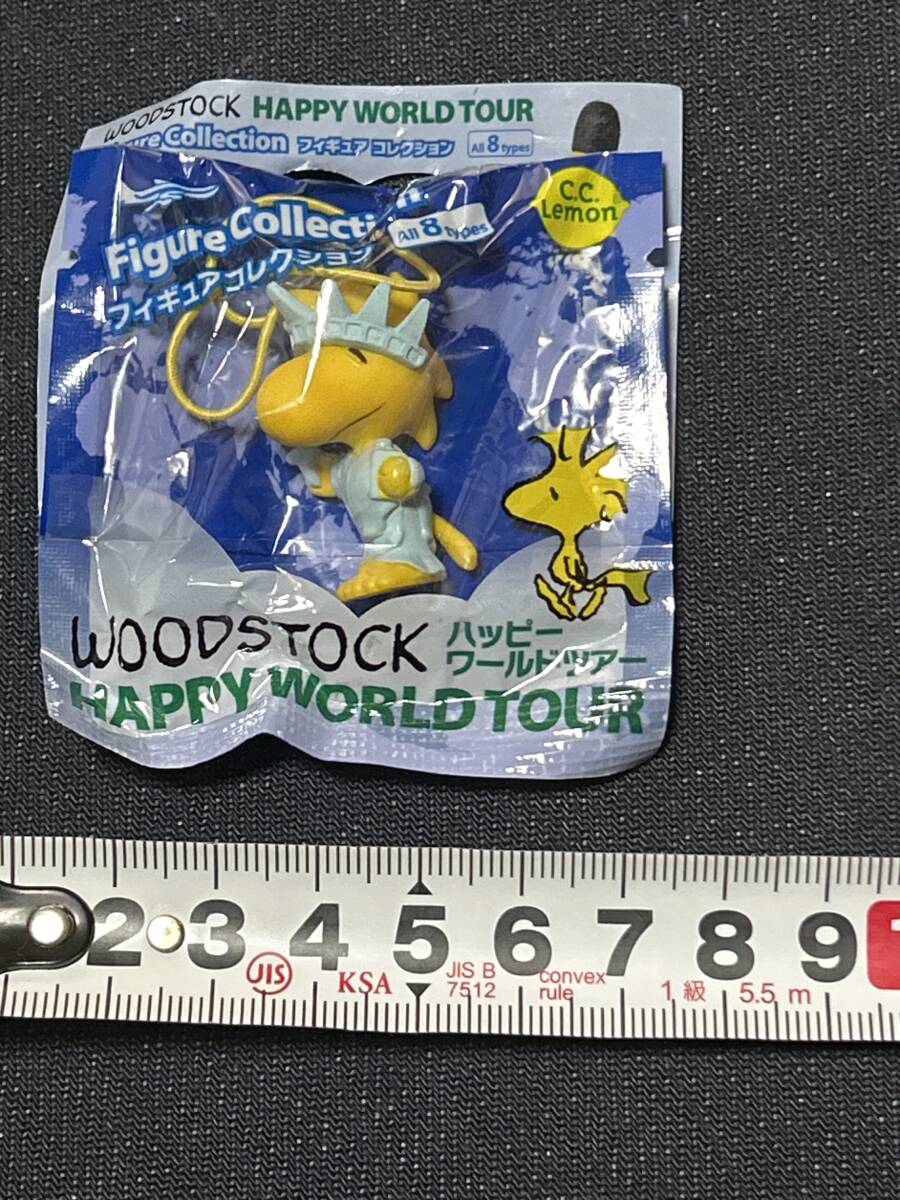 WOODSTOCK HAPPY WORLD TOUR
ure Collection フィギュア コレクション All 8 types
C.C.
Lemon
Figure Collection
All 8 types
フィギュアコレクション
WOODSTOCK ハッピー
ワールドツアー
HAPPY WORLD TOUR
2 3 4 5 6 7 8 9 1
JIS KSA JIS B
7512 convex
rule 1級 5.5 m